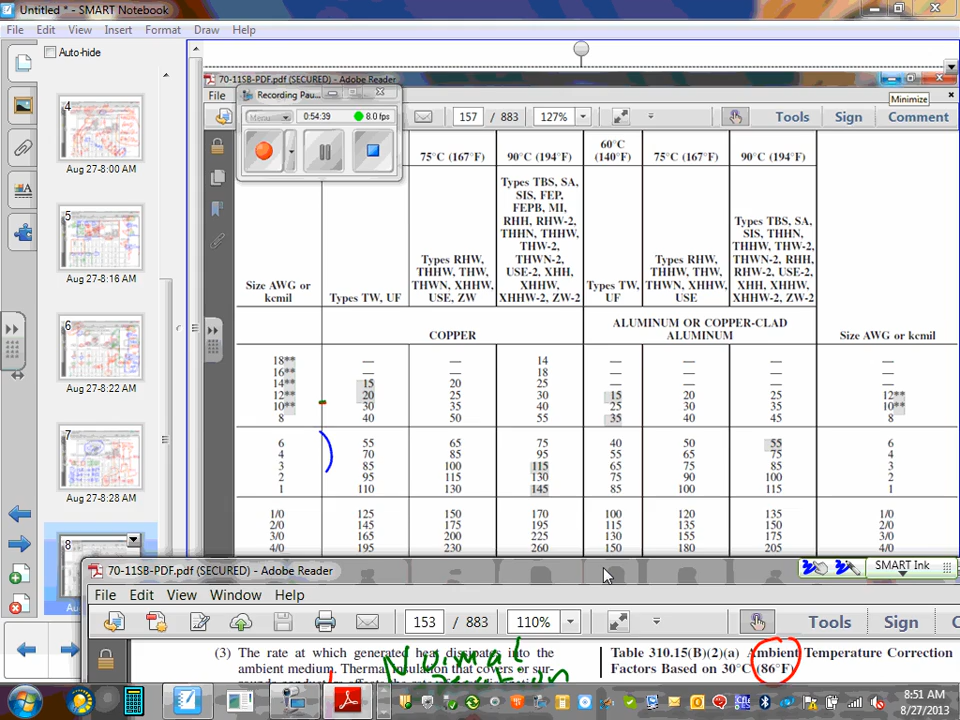 Untitled * - SMART Notebook
File Edit View Insert Format Draw Help
Auto-hide
4
Aug 27-8:00 AM
5
Aug 27-8:16 AM
6
Aug 27-8:22 AM
7
Aug 27-8:28 AM
8
70-11SB-PDF.pdf (SECURED) - Adobe Reader
File
Recording Pau...
Menu 0:54:39 8.0 fps
157 / 883 127%
Minimize
Tools Sign Comment
60°C
75°C (167°F) 90°C (194°F) (140°F) 75°C (167°F) 90°C (194°F)
Size AWG or kcmil
Types TW, UF
Types RHW, THHW, THW, THWN, XHHW, USE, ZW
Types TBS, SA, SIS, FEP, FEPB, MI, RHH, RHW-2, THHN, THHW, THW-2, THWN-2, USE-2, XHH, XHHW, XHHW-2, ZW-2
Types TW, UF
Types RHW, THHW, THW, THWN, XHHW, USE
Types TBS, SA, SIS, THHN, THHW, THW-2, THWN-2, RHH, RHW-2, USE-2, XHH, XHHW, XHHW-2, ZW-2
Size AWG or kcmil
COPPER
ALUMINUM OR COPPER-CLAD ALUMINUM
18** — — 14 — — — —
16** — — 18 — — — —
14** 15 20 25 — — — —
12** 20 25 30 15 20 25 12**
10** 30 35 40 25 30 35 10**
8 40 50 55 35 40 45 8
6 55 65 75 40 50 55 6
4 70 85 95 55 65 75 4
3 85 100 115 65 75 85 3
2 95 115 130 75 90 100 2
1 110 130 145 85 100 115 1
1/0 125 150 170 100 120 135 1/0
2/0 145 175 195 115 135 150 2/0
3/0 165 200 225 130 155 175 3/0
4/0 195 230 260 150 180 205 4/0
SMART Ink
70-11SB-PDF.pdf (SECURED) - Adobe Reader
File Edit View Window Help
153 / 883 110%
Tools Sign
(3) The rate at which generated heat dissipates into the
ambient medium. Thermal insulation that covers or sur-
Normal
Table 310.15(B)(2)(a) Ambient Temperature Correction
Factors Based on 30°C (86°F)
8:51 AM
8/27/2013